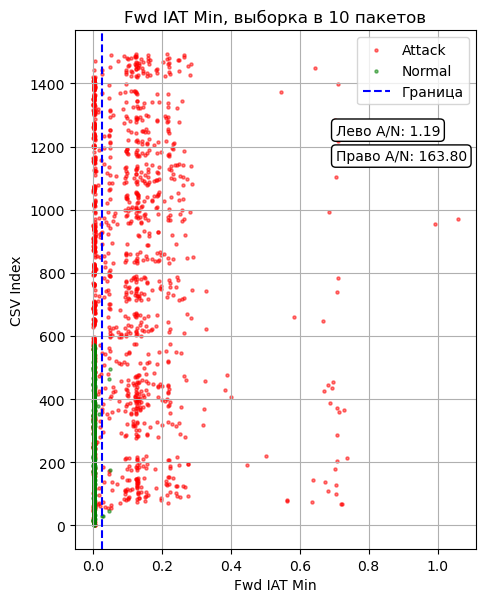 Fwd IAT Min, выборка в 10 пакетов
Attack
Normal
Граница
Лево A/N: 1.19
Право A/N: 163.80
CSV Index
1400
1200
1000
800
600
400
200
0
0.0 0.2 0.4 0.6 0.8 1.0
Fwd IAT Min